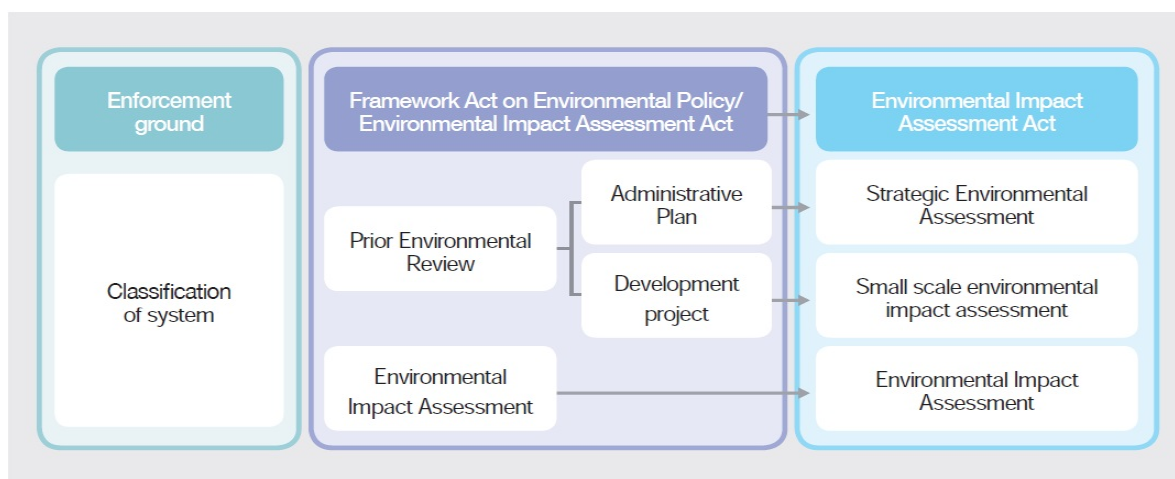 Enforcement
ground
Framework Act on Environmental Policy/
Environmental Impact Assessment Act
Environmental Impact
Assessment Act
Classification
of system
Prior Environmental
Review
Administrative
Plan
Development
project
Environmental
Impact Assessment
Strategic Environmental
Assessment
Small scale environmental
impact assessment
Environmental Impact
Assessment